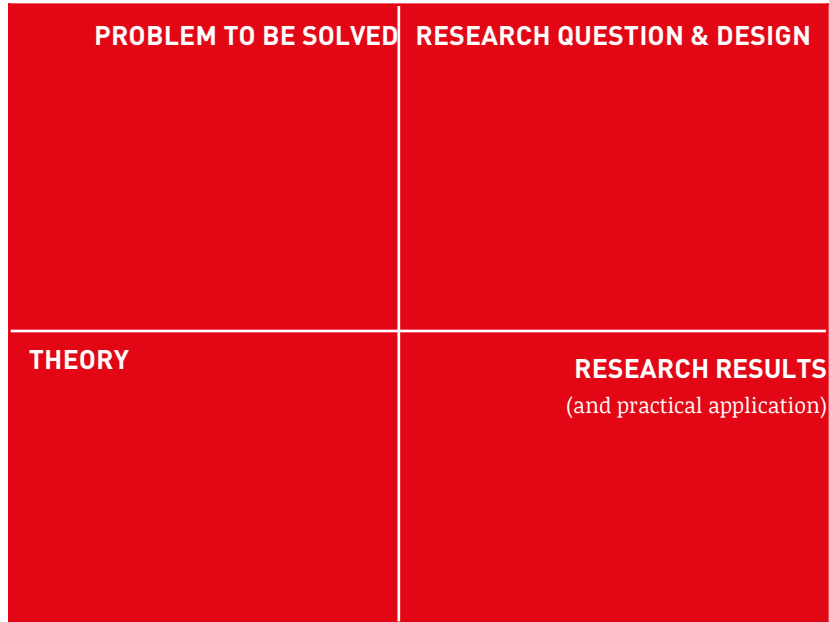 PROBLEM TO BE SOLVED
RESEARCH QUESTION & DESIGN
THEORY
RESEARCH RESULTS
(and practical application)